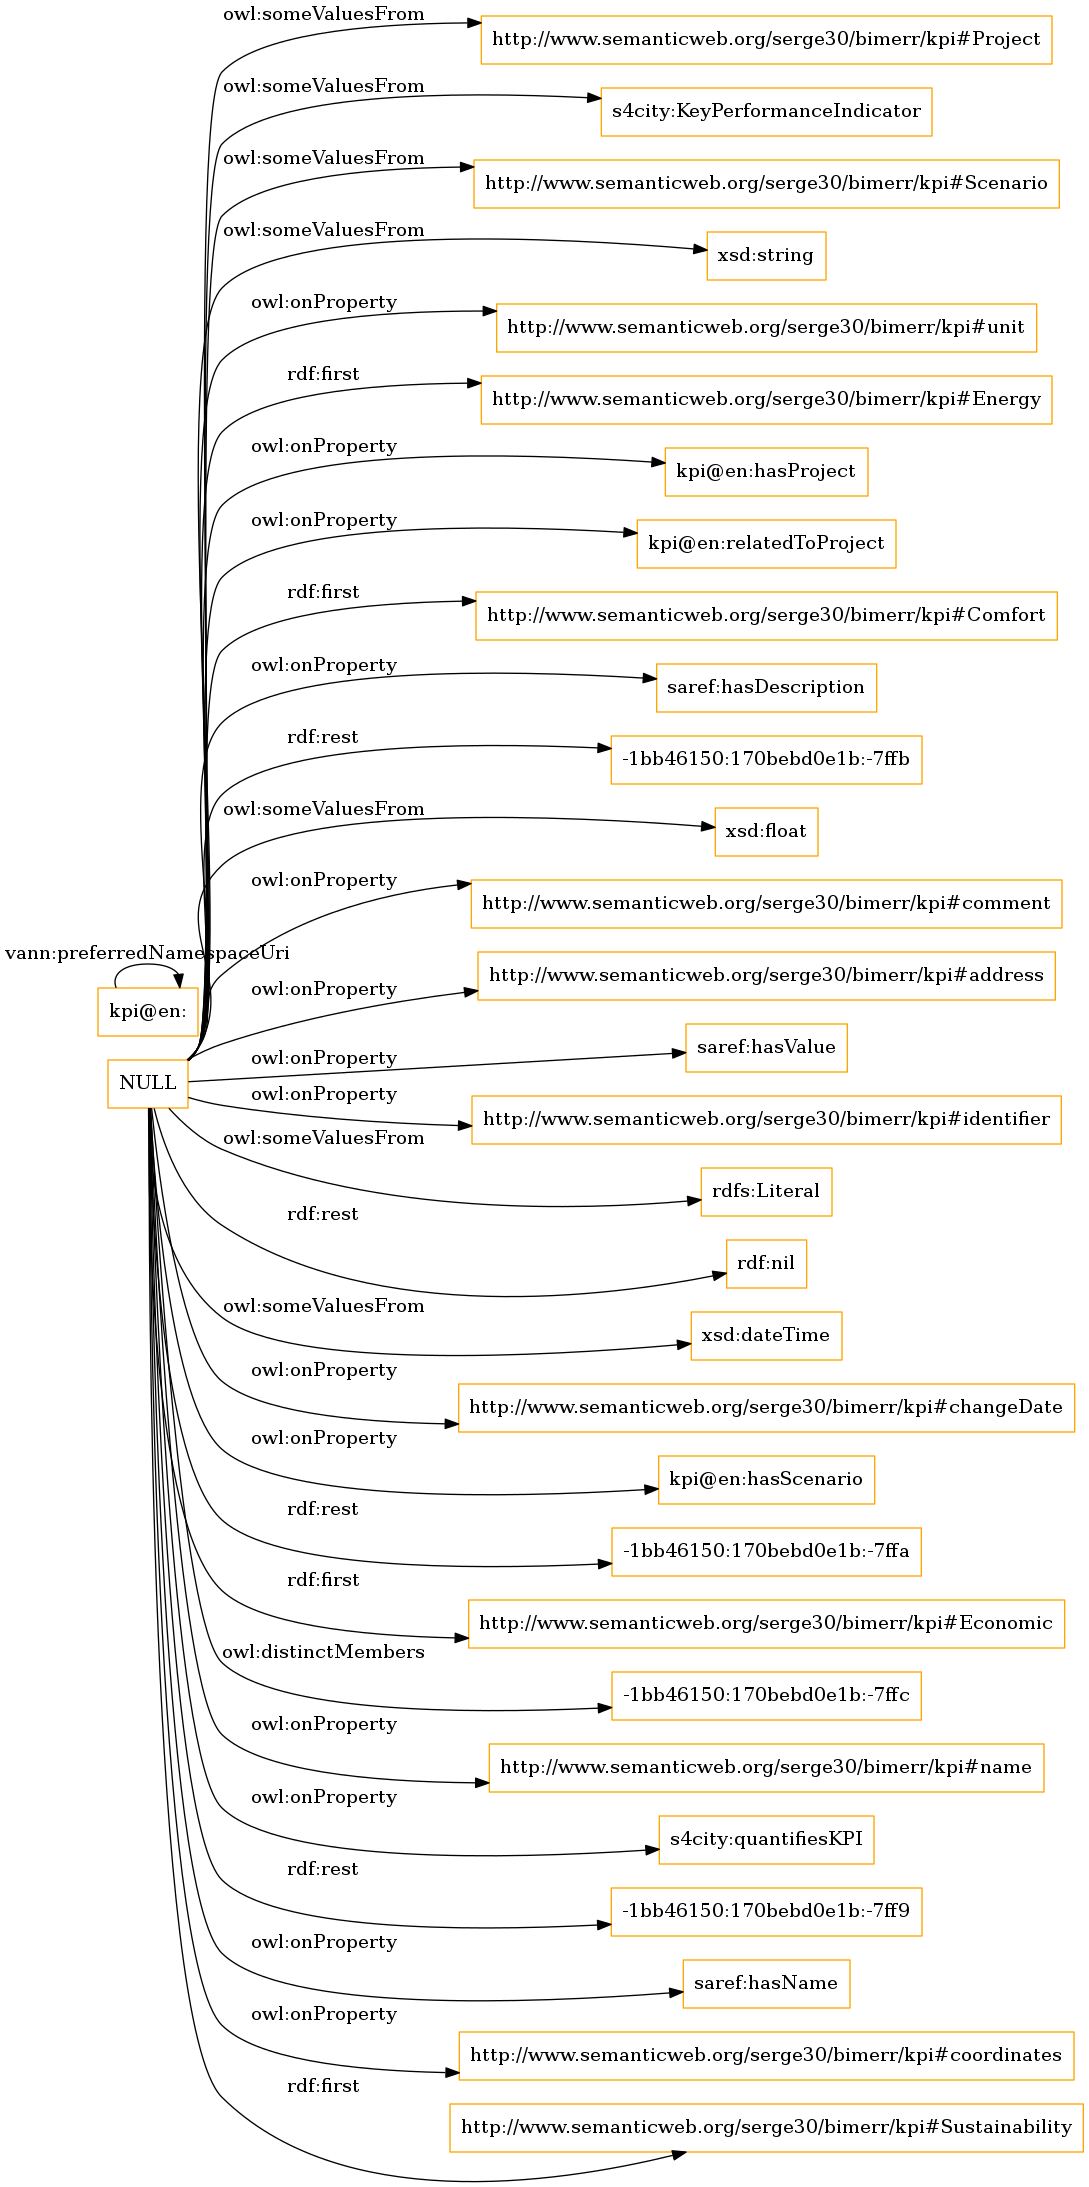 owl:someValuesFrom
http://www.semanticweb.org/serge30/bimerr/kpi#Project
owl:someValuesFrom
s4city:KeyPerformanceIndicator
owl:someValuesFrom
http://www.semanticweb.org/serge30/bimerr/kpi#Scenario
owl:someValuesFrom
xsd:string
owl:onProperty
http://www.semanticweb.org/serge30/bimerr/kpi#unit
rdf:first
http://www.semanticweb.org/serge30/bimerr/kpi#Energy
owl:onProperty
kpi@en:hasProject
owl:onProperty
kpi@en:relatedToProject
rdf:first
http://www.semanticweb.org/serge30/bimerr/kpi#Comfort
owl:onProperty
saref:hasDescription
rdf:rest
-1bb46150:170bebd0e1b:-7ffb
owl:someValuesFrom
xsd:float
owl:onProperty
http://www.semanticweb.org/serge30/bimerr/kpi#comment
vann:preferredNamespaceUri
kpi@en:
owl:onProperty
http://www.semanticweb.org/serge30/bimerr/kpi#address
NULL
owl:onProperty
saref:hasValue
owl:onProperty
http://www.semanticweb.org/serge30/bimerr/kpi#identifier
owl:someValuesFrom
rdfs:Literal
rdf:rest
rdf:nil
owl:someValuesFrom
xsd:dateTime
owl:onProperty
http://www.semanticweb.org/serge30/bimerr/kpi#changeDate
owl:onProperty
kpi@en:hasScenario
rdf:rest
-1bb46150:170bebd0e1b:-7ffa
rdf:first
http://www.semanticweb.org/serge30/bimerr/kpi#Economic
owl:distinctMembers
-1bb46150:170bebd0e1b:-7ffc
owl:onProperty
http://www.semanticweb.org/serge30/bimerr/kpi#name
owl:onProperty
s4city:quantifiesKPI
rdf:rest
-1bb46150:170bebd0e1b:-7ff9
owl:onProperty
saref:hasName
owl:onProperty
http://www.semanticweb.org/serge30/bimerr/kpi#coordinates
rdf:first
http://www.semanticweb.org/serge30/bimerr/kpi#Sustainability